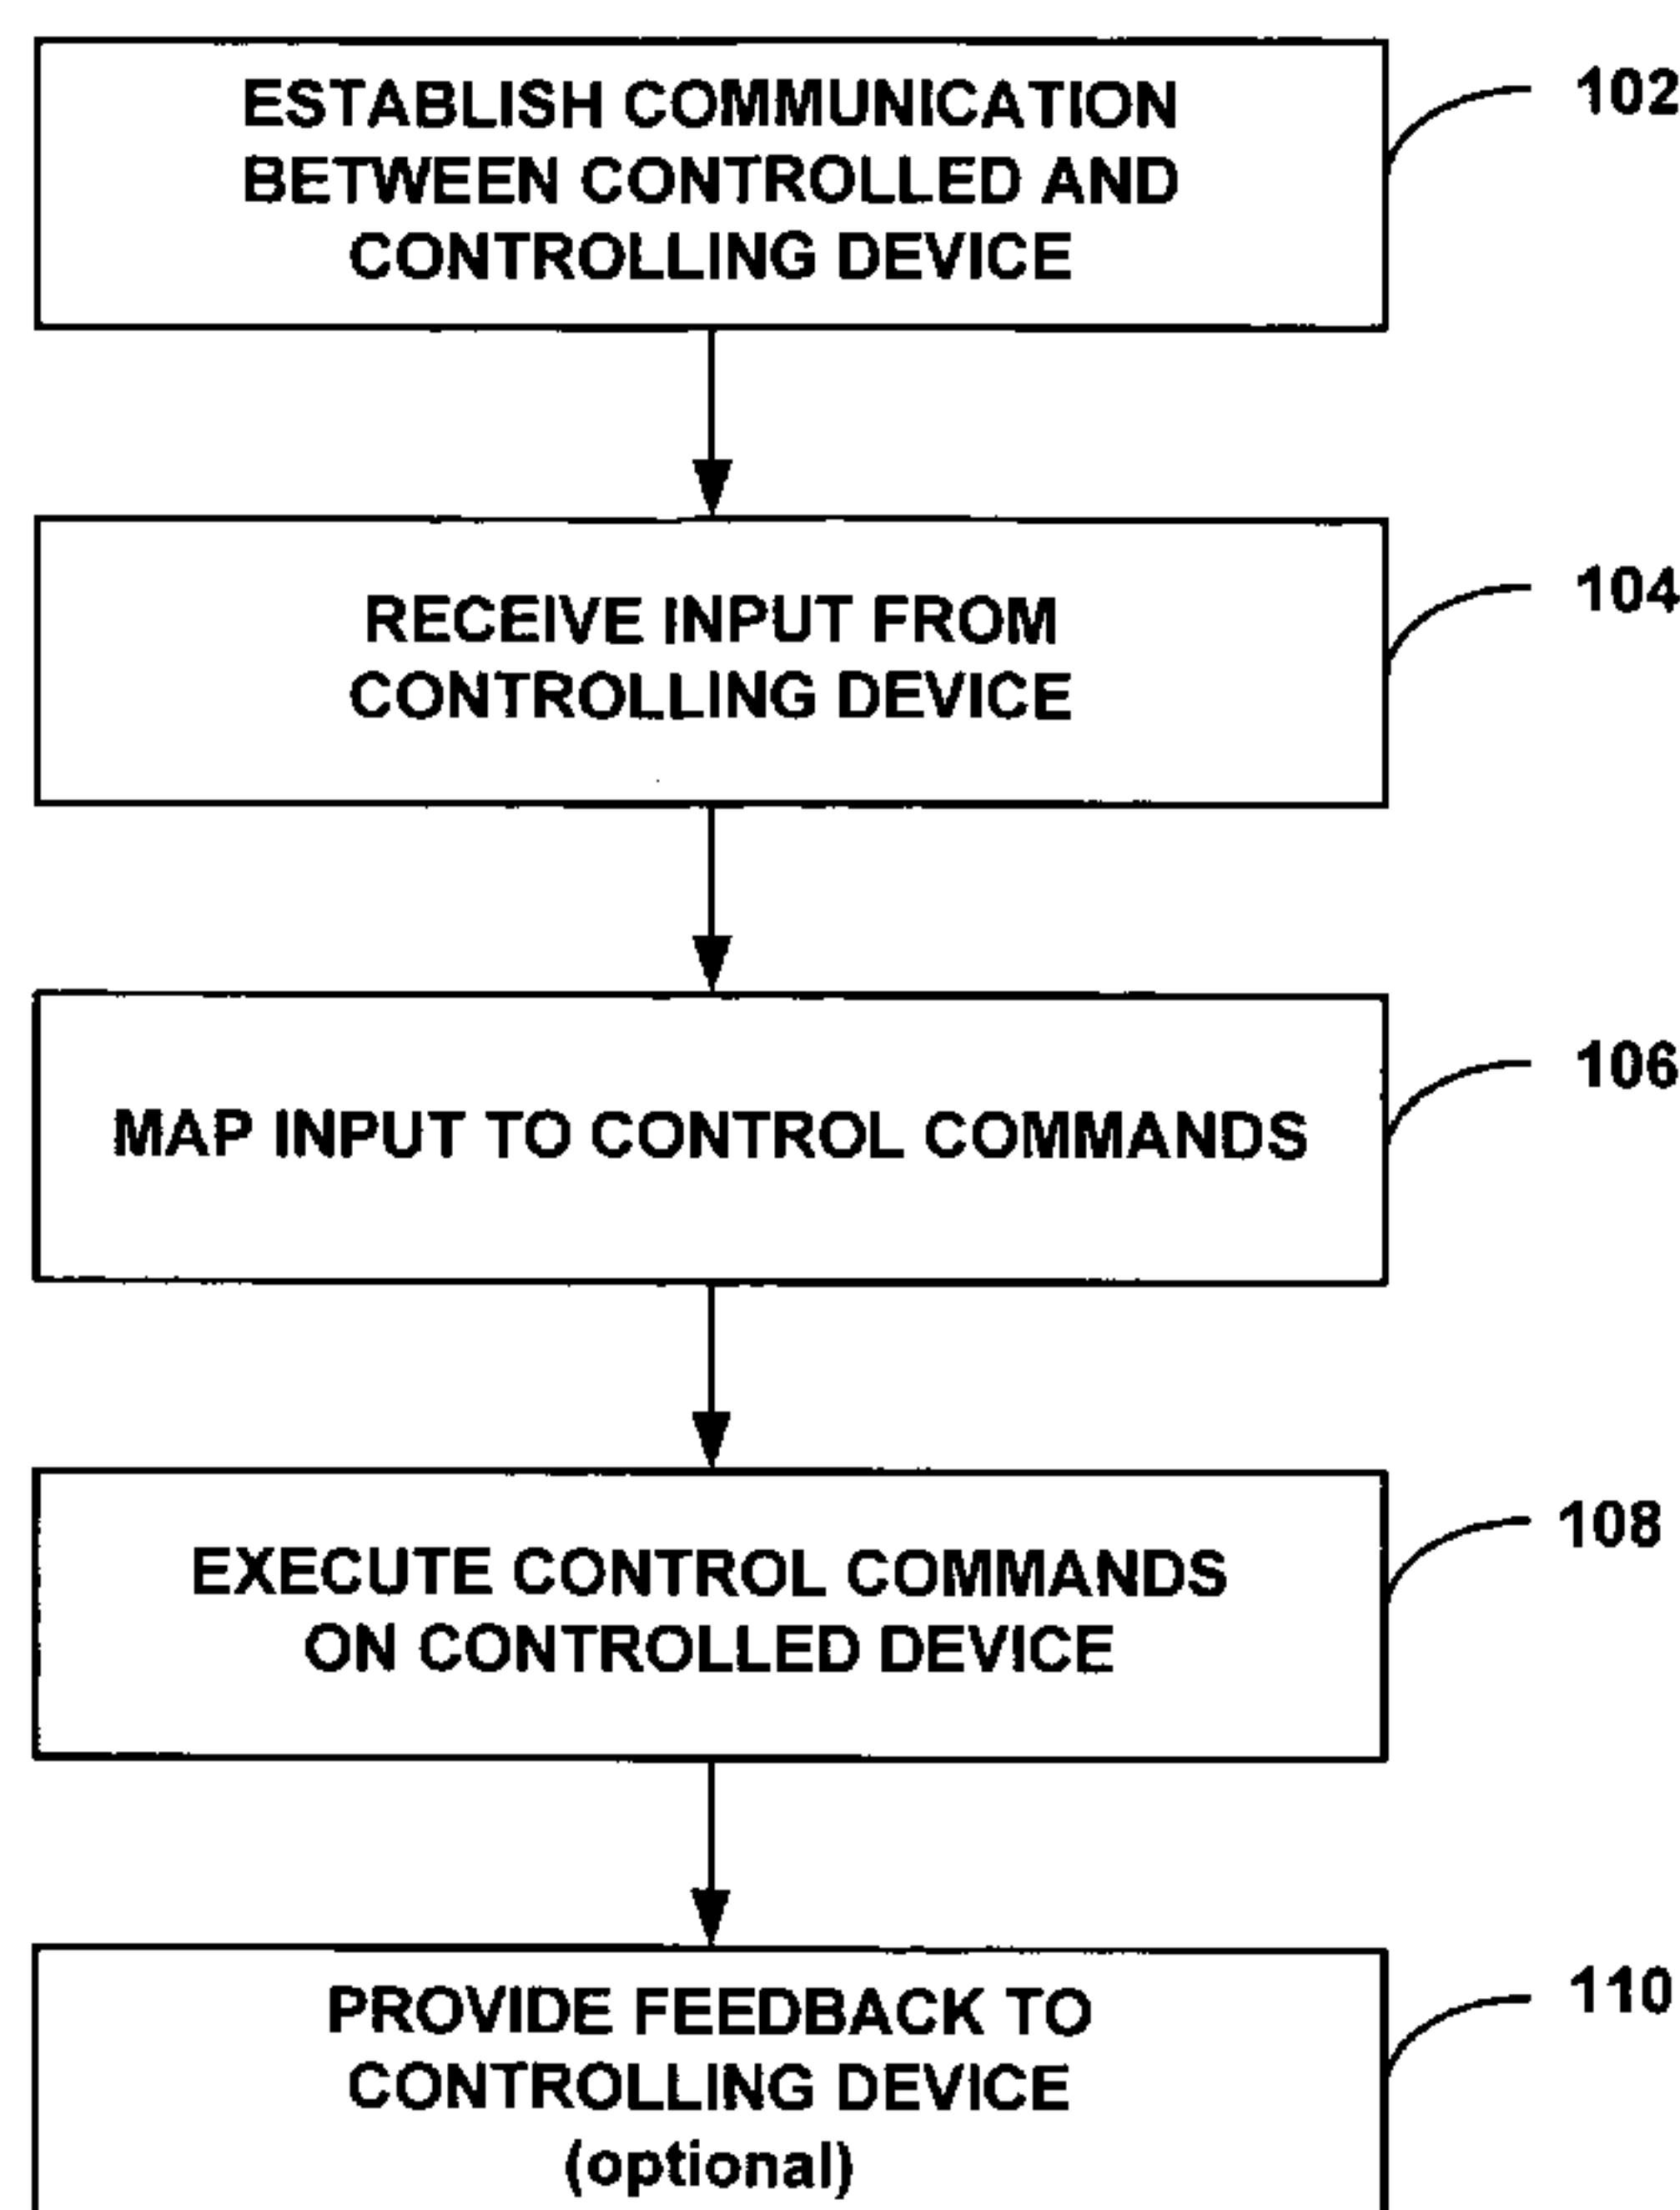 ESTABLISH COMMUNICATION
BETWEEN CONTROLLED AND
CONTROLLING DEVICE
102
RECEIVE INPUT FROM
CONTROLLING DEVICE
104
MAP INPUT TO CONTROL COMMANDS
106
EXECUTE CONTROL COMMANDS
ON CONTROLLED DEVICE
108
PROVIDE FEEDBACK TO
CONTROLLING DEVICE
(optional)
110